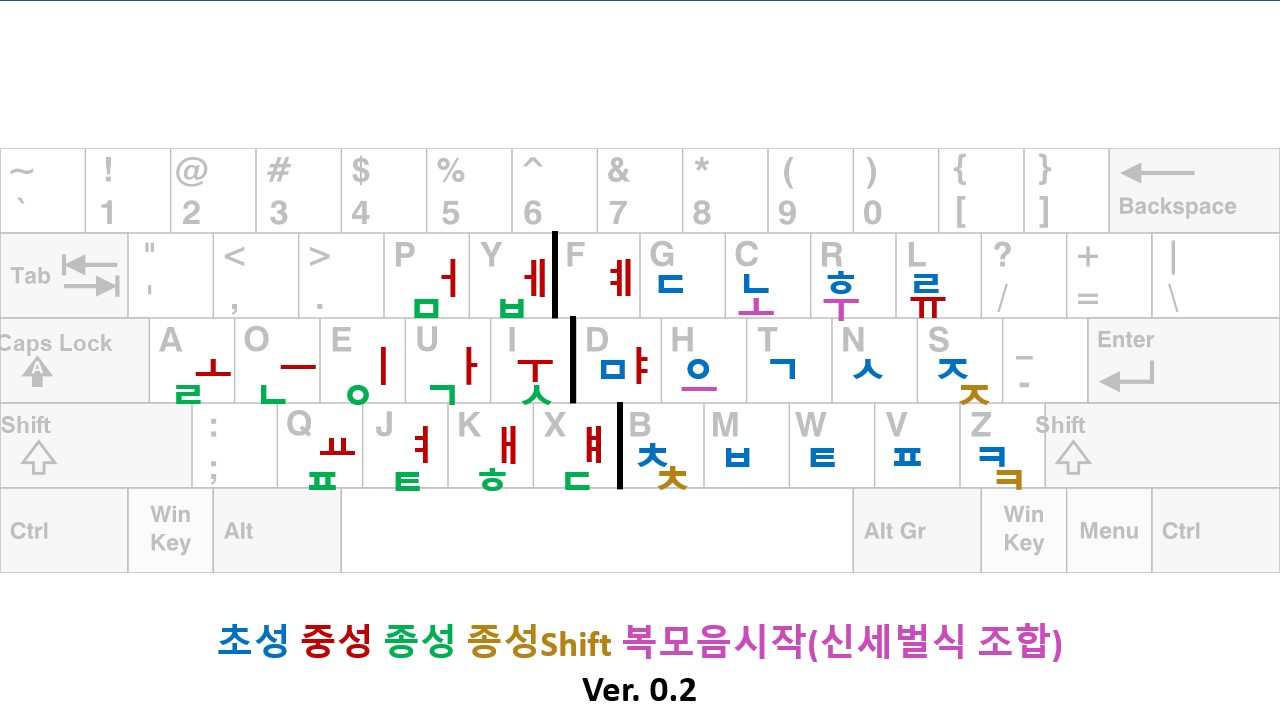 ~ ! @ # $ % ^ & * ( ) { }
` 1 2 3 4 5 6 7 8 9 0 [ ] Backspace
Tab " < > P ㅓ Y ㅔ F ㅖ G ㄷ C ㄴ R ㅎ L ㄹ ? + |
' , . ㅁ ㅂ ㅗ ㅜ ㅠ / = \
Caps Lock A ㅗ O ㅡ E ㅣ U ㅏ I ㅜ D ㅁ ㅑ H ㅇ T ㄱ N ㅅ S ㅈ _ Enter
A ㄹ ㄴ ㅇ ㄱ ㅅ ㅡ ㅈ -
Shift : Q ㅛ J ㅕ K ㅐ X ㅒ B ㅊ M ㅂ W ㅌ V ㅍ Z ㅋ Shift
; ㅍ ㅌ ㅎ ㄷ ㅊ ㅋ
Ctrl Win Key Alt Alt Gr Win Key Menu Ctrl
초성 중성 종성 종성Shift 복모음시작(신세벌식 조합)
Ver. 0.2